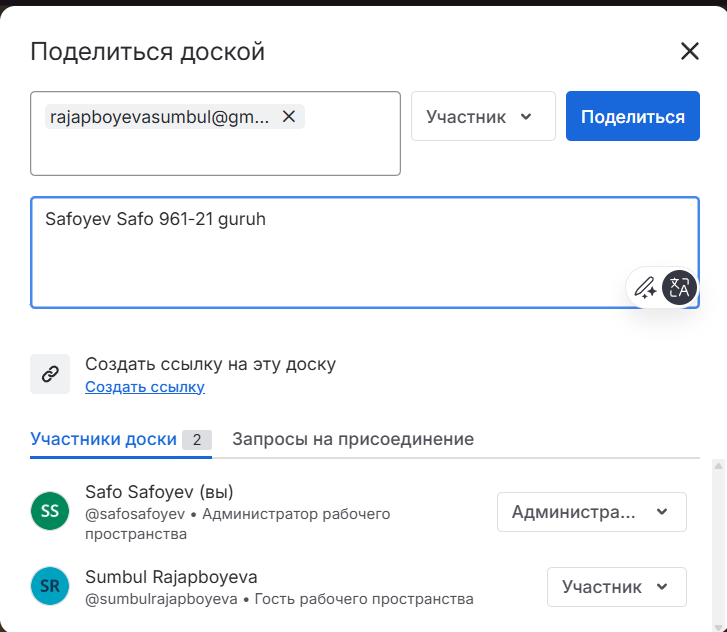 Поделиться доской
rajapboyevasumbul@gm...
Участник
Поделиться
Safoyev Safo 961-21 guruh
Создать ссылку на эту доску
Создать ссылку
Участники доски 2
Запросы на присоединение
SS
Safo Safoyev (вы)
@safosafoyev • Администратор рабочего
пространства
Администра...
SR
Sumbul Rajapboyeva
@sumbulrajapboyeva • Гость рабочего пространства
Участник